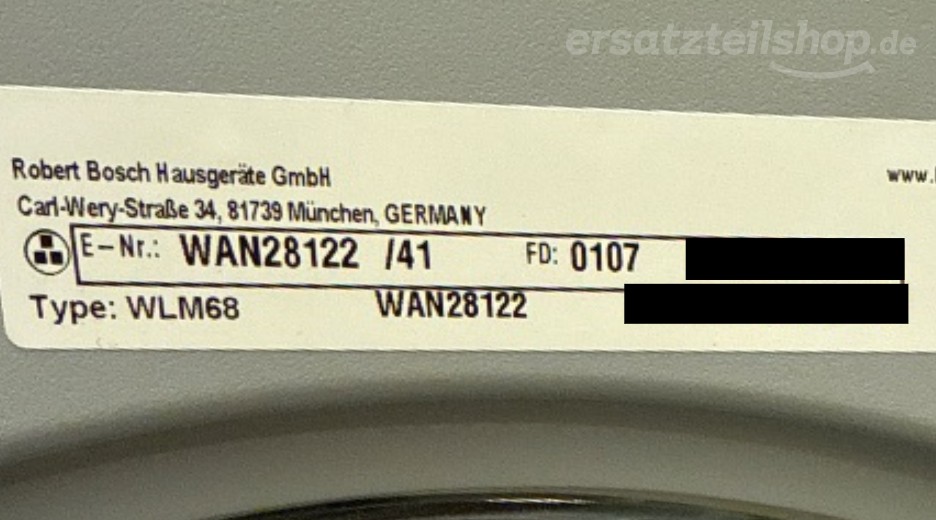 ersatzteilshop.de
Robert Bosch Hausgeräte GmbH
www.
Carl-Wery-Straße 34, 81739 München, GERMANY
E-Nr.: WAN28122 /41 FD: 0107
Type: WLM68 WAN28122